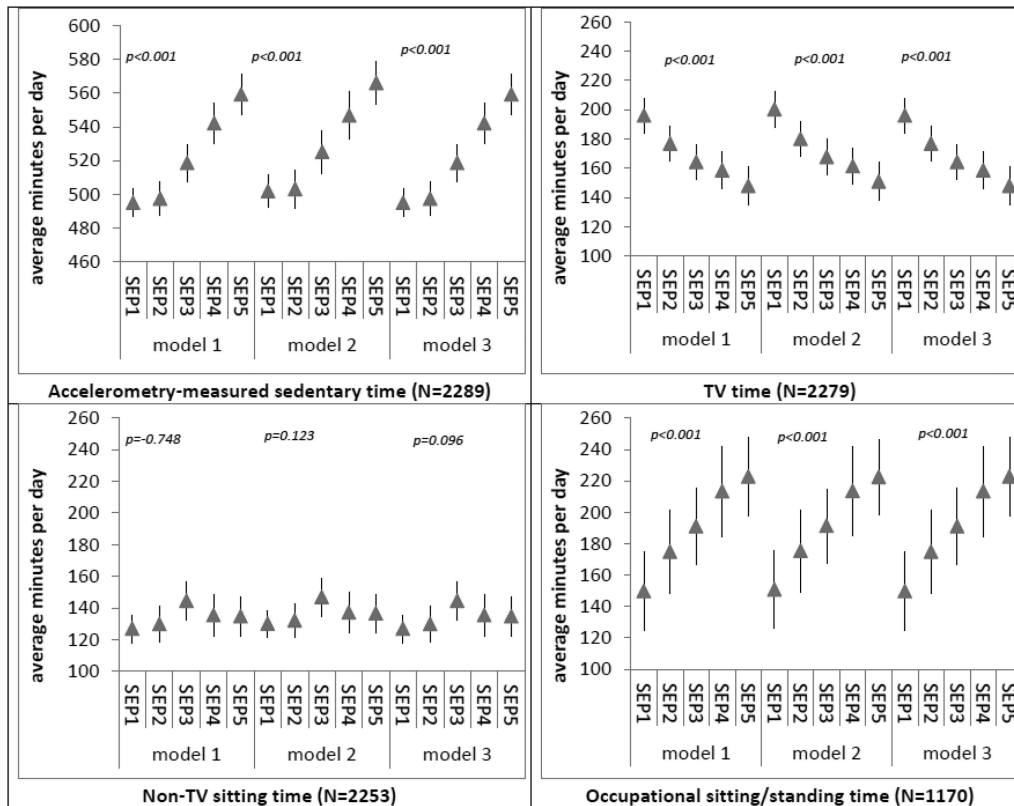 average minutes per day
600
580
560
540
520
500
480
460
p<0.001 p<0.001 p<0.001
SEP1 SEP2 SEP3 SEP4 SEP5 SEP1 SEP2 SEP3 SEP4 SEP5 SEP1 SEP2 SEP3 SEP4 SEP5
model 1 model 2 model 3
Accelerometry-measured sedentary time (N=2289)
average minutes per day
260
240
220
200
180
160
140
120
100
p<0.001 p<0.001 p<0.001
SEP1 SEP2 SEP3 SEP4 SEP5 SEP1 SEP2 SEP3 SEP4 SEP5 SEP1 SEP2 SEP3 SEP4 SEP5
model 1 model 2 model 3
TV time (N=2279)
average minutes per day
260
240
220
200
180
160
140
120
100
p=-0.748 p=0.123 p=0.096
SEP1 SEP2 SEP3 SEP4 SEP5 SEP1 SEP2 SEP3 SEP4 SEP5 SEP1 SEP2 SEP3 SEP4 SEP5
model 1 model 2 model 3
Non-TV sitting time (N=2253)
average minutes per day
260
240
220
200
180
160
140
120
100
p<0.001 p<0.001 p<0.001
SEP1 SEP2 SEP3 SEP4 SEP5 SEP1 SEP2 SEP3 SEP4 SEP5 SEP1 SEP2 SEP3 SEP4 SEP5
model 1 model 2 model 3
Occupational sitting/standing time (N=1170)